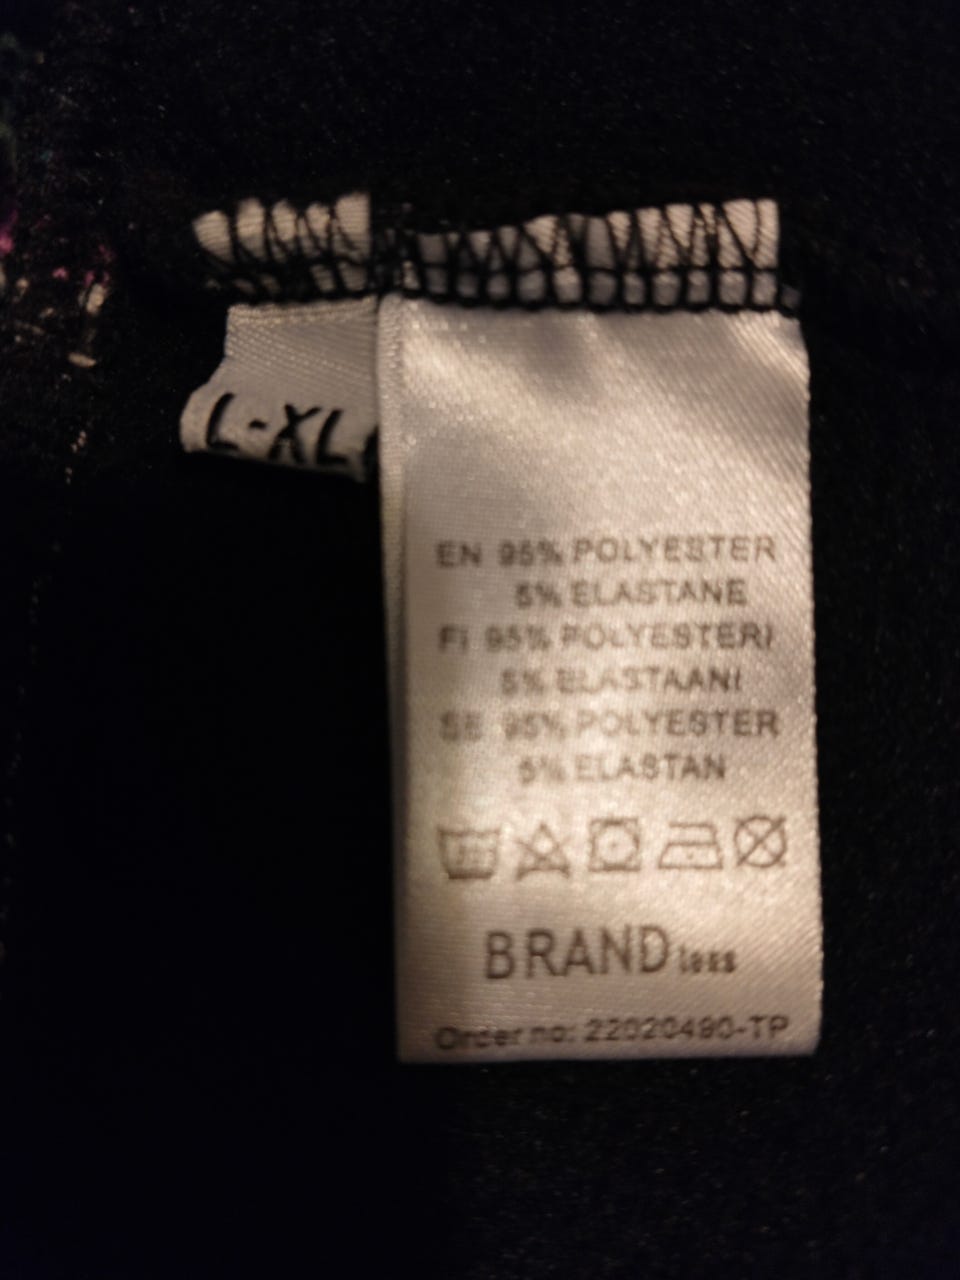 L-XL
EN 95% POLYESTER
5% ELASTANE
FI 95% POLYESTERI
5% ELASTAANI
SE 95% POLYESTER
5% ELASTAN
BRAND less
Order no: 22020490-TP